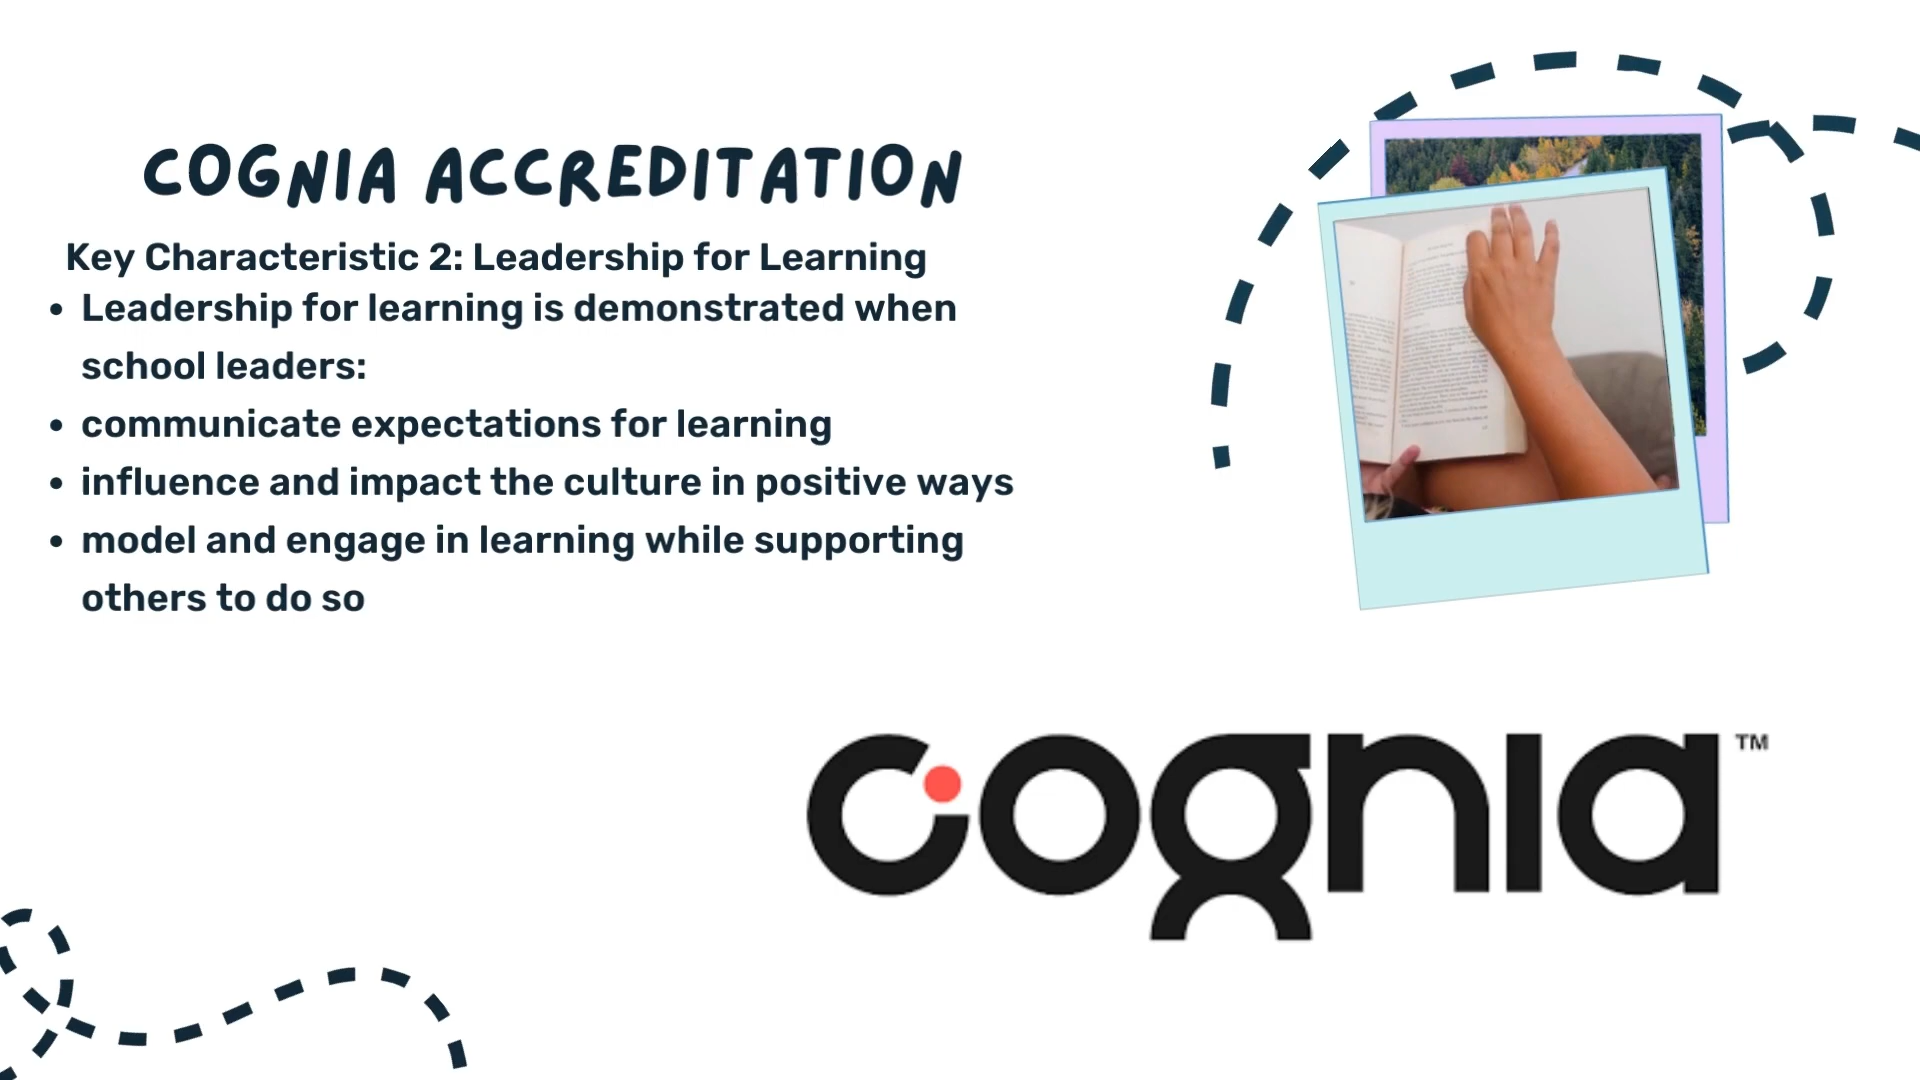 COGNIA ACCREDITATION
Key Characteristic 2: Leadership for Learning
• Leadership for learning is demonstrated when
school leaders:
• communicate expectations for learning
• influence and impact the culture in positive ways
• model and engage in learning while supporting
others to do so
cognia™